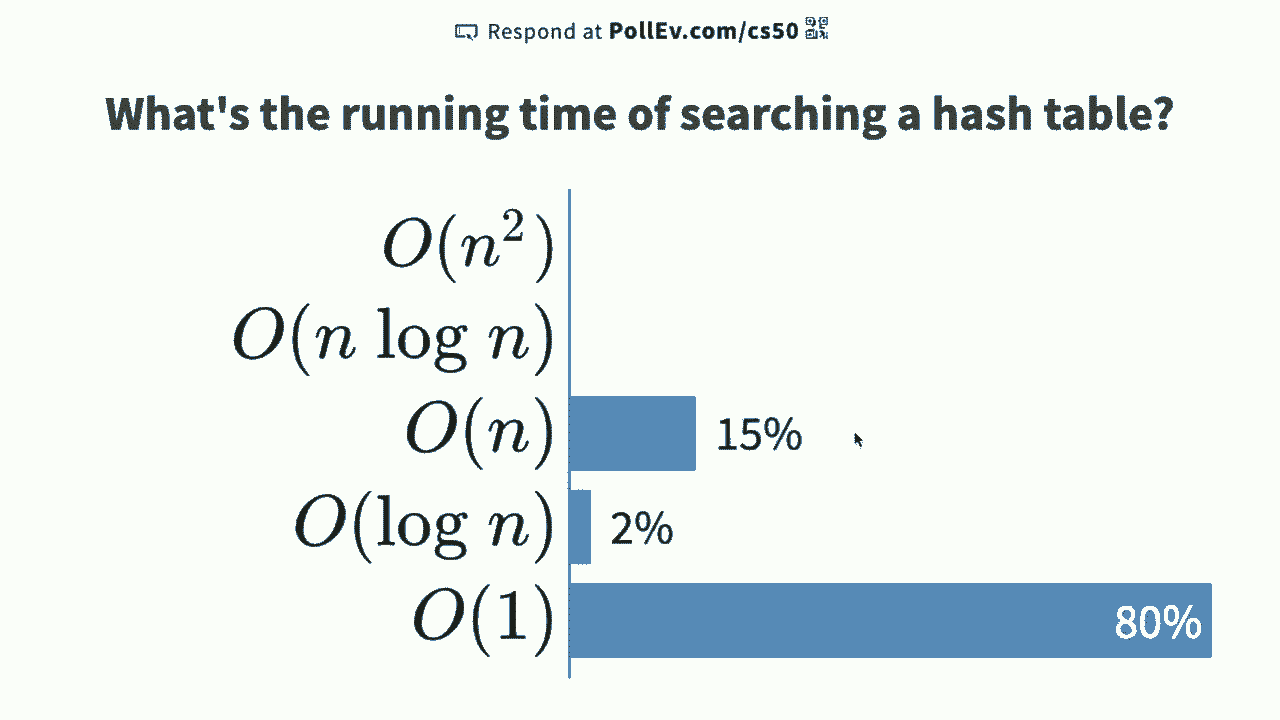 Respond at PollEv.com/cs50
What's the running time of searching a hash table?
O(n²)
O(n log n)
O(n) 15%
O(log n) 2%
O(1) 80%